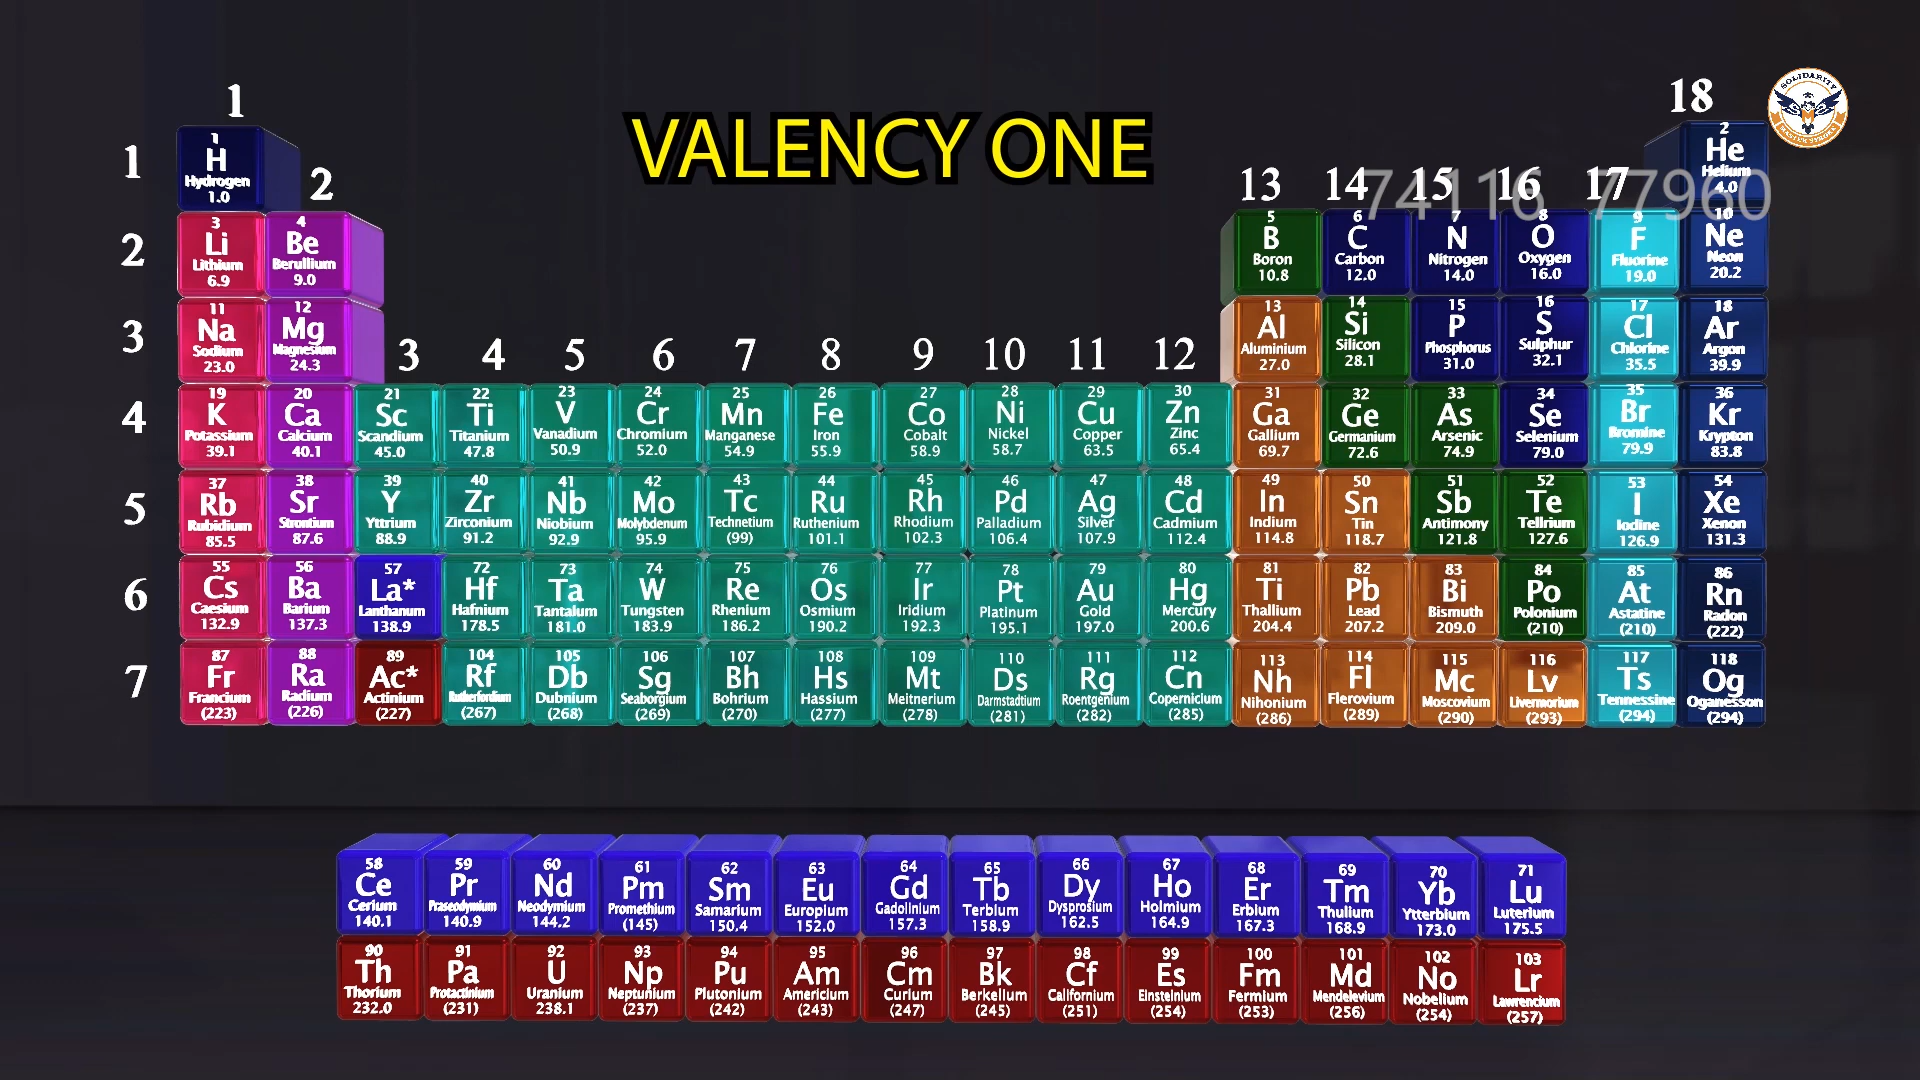 VALENCY ONE
SOLIDARITY
74116 77960
1 2 3 4 5 6 7 8 9 10 11 12 13 14 15 16 17 18
1
1 H Hydrogen 1.0
2 He Helium 4.0
2
3 Li Lithium 6.9
4 Be Berullium 9.0
5 B Boron 10.8
6 C Carbon 12.0
7 N Nitrogen 14.0
8 O Oxygen 16.0
9 F Fluorine 19.0
10 Ne Neon 20.2
3
11 Na Sodium 23.0
12 Mg Magnesium 24.3
13 Al Aluminium 27.0
14 Si Silicon 28.1
15 P Phosphorus 31.0
16 S Sulphur 32.1
17 Cl Chlorine 35.5
18 Ar Argon 39.9
4
19 K Potassium 39.1
20 Ca Calcium 40.1
21 Sc Scandium 45.0
22 Ti Titanium 47.8
23 V Vanadium 50.9
24 Cr Chromium 52.0
25 Mn Manganese 54.9
26 Fe Iron 55.9
27 Co Cobalt 58.9
28 Ni Nickel 58.7
29 Cu Copper 63.5
30 Zn Zinc 65.4
31 Ga Gallium 69.7
32 Ge Germanium 72.6
33 As Arsenic 74.9
34 Se Selenium 79.0
35 Br Bromine 79.9
36 Kr Krypton 83.8
5
37 Rb Rubidium 85.5
38 Sr Strontium 87.6
39 Y Yttrium 88.9
40 Zr Zirconium 91.2
41 Nb Niobium 92.9
42 Mo Molybdenum 95.9
43 Tc Technetium (99)
44 Ru Ruthenium 101.1
45 Rh Rhodium 102.3
46 Pd Palladium 106.4
47 Ag Silver 107.9
48 Cd Cadmium 112.4
49 In Indium 114.8
50 Sn Tin 118.7
51 Sb Antimony 121.8
52 Te Tellrium 127.6
53 I Iodine 126.9
54 Xe Xenon 131.3
6
55 Cs Caesium 132.9
56 Ba Barium 137.3
57 La* Lanthanum 138.9
72 Hf Hafnium 178.5
73 Ta Tantalum 181.0
74 W Tungsten 183.9
75 Re Rhenium 186.2
76 Os Osmium 190.2
77 Ir Iridium 192.3
78 Pt Platinum 195.1
79 Au Gold 197.0
80 Hg Mercury 200.6
81 Ti Thallium 204.4
82 Pb Lead 207.2
83 Bi Bismuth 209.0
84 Po Polonium (210)
85 At Astatine (210)
86 Rn Radon (222)
7
87 Fr Francium (223)
88 Ra Radium (226)
89 Ac* Actinium (227)
104 Rf Rutherfordium (267)
105 Db Dubnium (268)
106 Sg Seaborgium (269)
107 Bh Bohrium (270)
108 Hs Hassium (277)
109 Mt Meitnerium (278)
110 Ds Darmstadtium (281)
111 Rg Roentgenium (282)
112 Cn Copernicium (285)
113 Nh Nihonium (286)
114 Fl Flerovium (289)
115 Mc Moscovium (290)
116 Lv Livermorium (293)
117 Ts Tennessine (294)
118 Og Oganesson (294)
58 Ce Cerium 140.1
59 Pr Praseodymium 140.9
60 Nd Neodymium 144.2
61 Pm Promethium (145)
62 Sm Samarium 150.4
63 Eu Europium 152.0
64 Gd Gadolinium 157.3
65 Tb Terbium 158.9
66 Dy Dysprosium 162.5
67 Ho Holmium 164.9
68 Er Erbium 167.3
69 Tm Thulium 168.9
70 Yb Ytterbium 173.0
71 Lu Luterium 175.5
90 Th Thorium 232.0
91 Pa Protactinium (231)
92 U Uranium 238.1
93 Np Neptunium (237)
94 Pu Plutonium (242)
95 Am Americium (243)
96 Cm Curium (247)
97 Bk Berkelium (245)
98 Cf Californium (251)
99 Es Einsteinium (254)
100 Fm Fermium (253)
101 Md Mendelevium (256)
102 No Nobelium (254)
103 Lr Lawrencium (257)